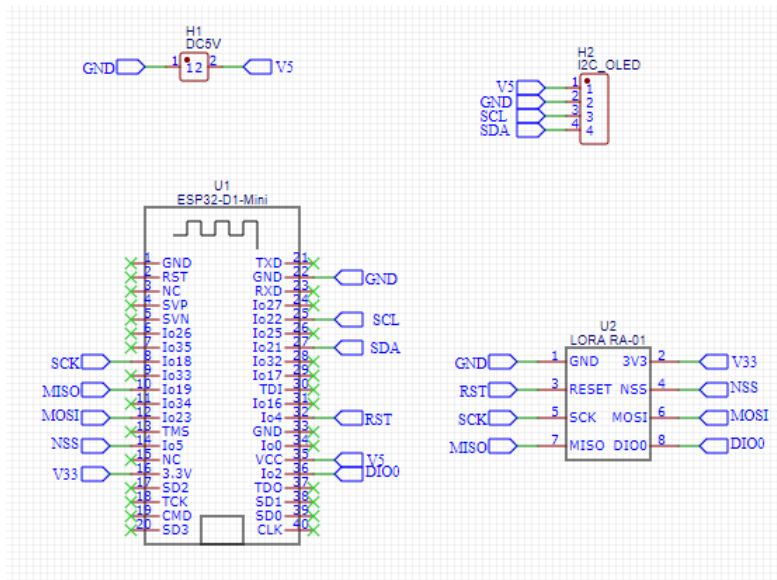 H1
DC5V
GND 1 12 2 V5
H2
I2C_OLED
V5 1 1
GND 2 2
SCL 3 3
SDA 4 4
U1
ESP32-D1-Mini
1 GND TXD 21
2 RST GND 22 GND
3 NC RXD 23
4 SVP Io27 24
5 SVN Io22 25 SCL
6 Io26 Io25 26
7 Io35 Io21 27 SDA
SCK 8 Io18 Io32 28
9 Io33 Io17 29
MISO 10 Io19 TDI 30
11 Io34 Io16 31
MOSI 12 Io23 Io4 32 RST
13 TMS GND 33
NSS 14 Io5 Io0 34
15 NC VCC 35 V5
V33 16 3.3V Io2 36 DIO0
17 SD2 TDO 37
18 TCK SD1 38
19 CMD SD0 39
20 SD3 CLK 40
U2
LORA RA-01
GND 1 GND 3V3 2 V33
RST 3 RESET NSS 4 NSS
SCK 5 SCK MOSI 6 MOSI
MISO 7 MISO DIO0 8 DIO0